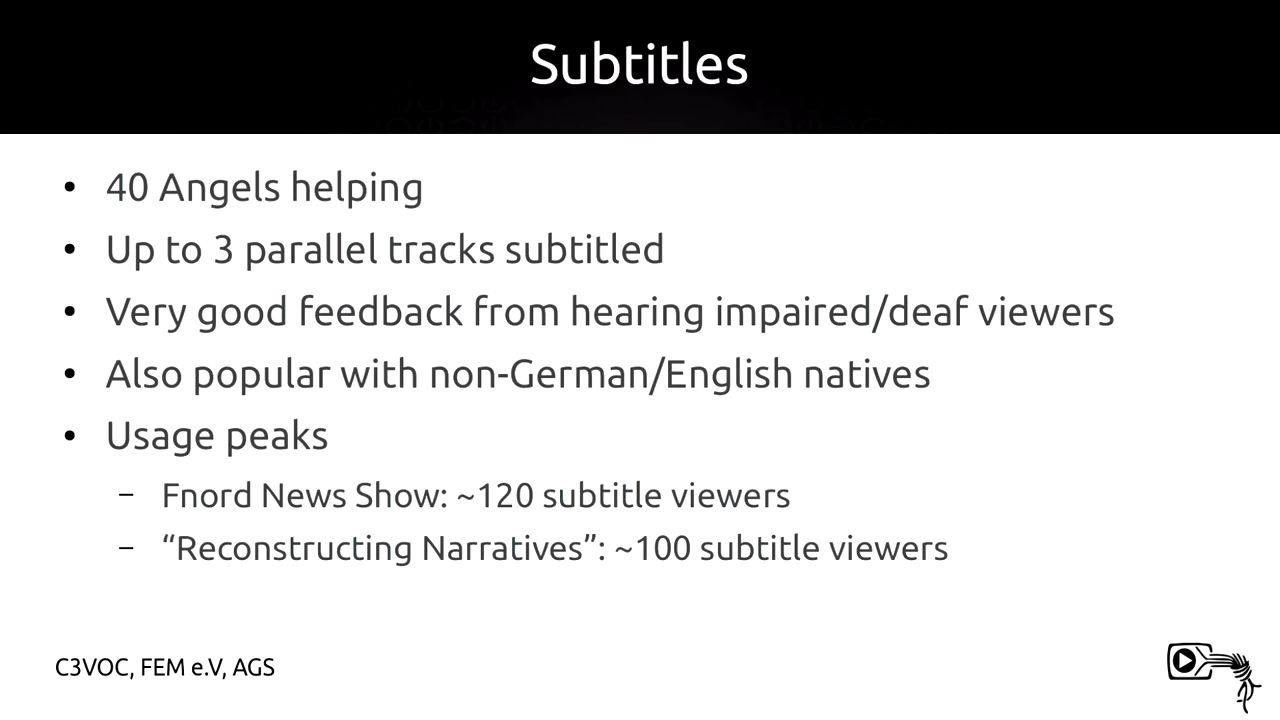 Subtitles
• 40 Angels helping
• Up to 3 parallel tracks subtitled
• Very good feedback from hearing impaired/deaf viewers
• Also popular with non-German/English natives
• Usage peaks
– Fnord News Show: ~120 subtitle viewers
– “Reconstructing Narratives”: ~100 subtitle viewers
C3VOC, FEM e.V, AGS